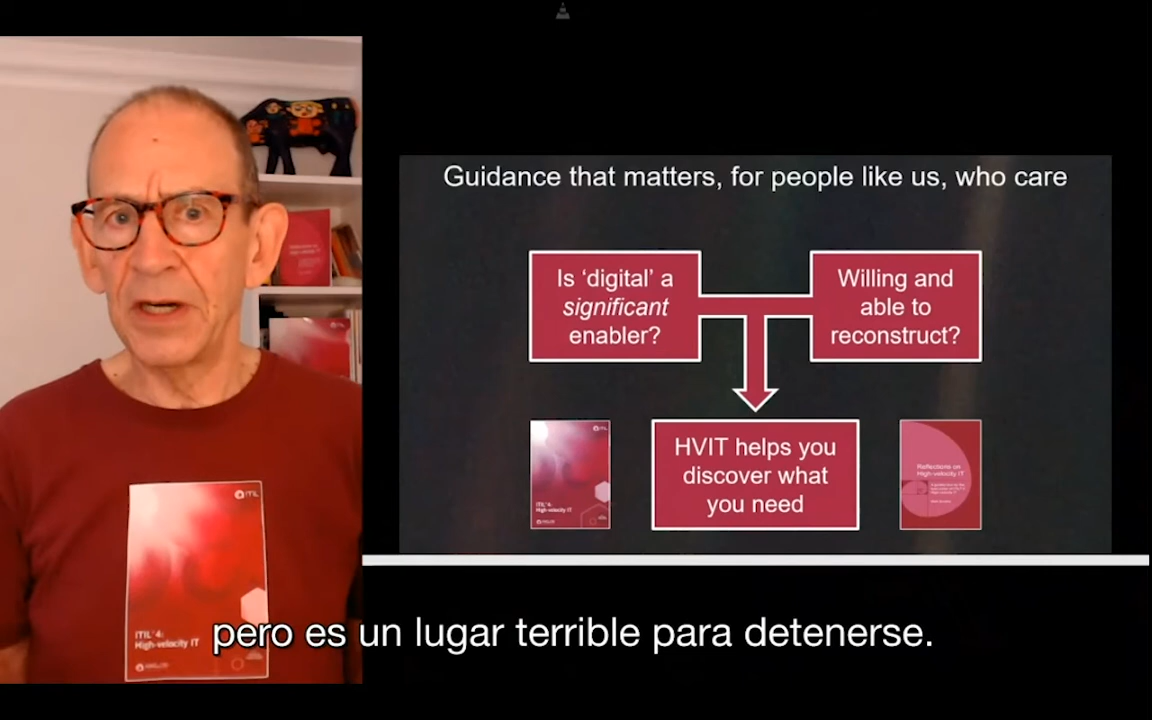 Guidance that matters, for people like us, who care
Is ‘digital’ a
significant
enabler?
Willing and
able to
reconstruct?
HVIT helps you
discover what
you need
ITIL
ITIL® 4:
High-velocity IT
AXELOS
Reflections on
High-velocity IT
ITIL
ITIL® 4:
High-velocity IT
AXELOS
pero es un lugar terrible para detenerse.